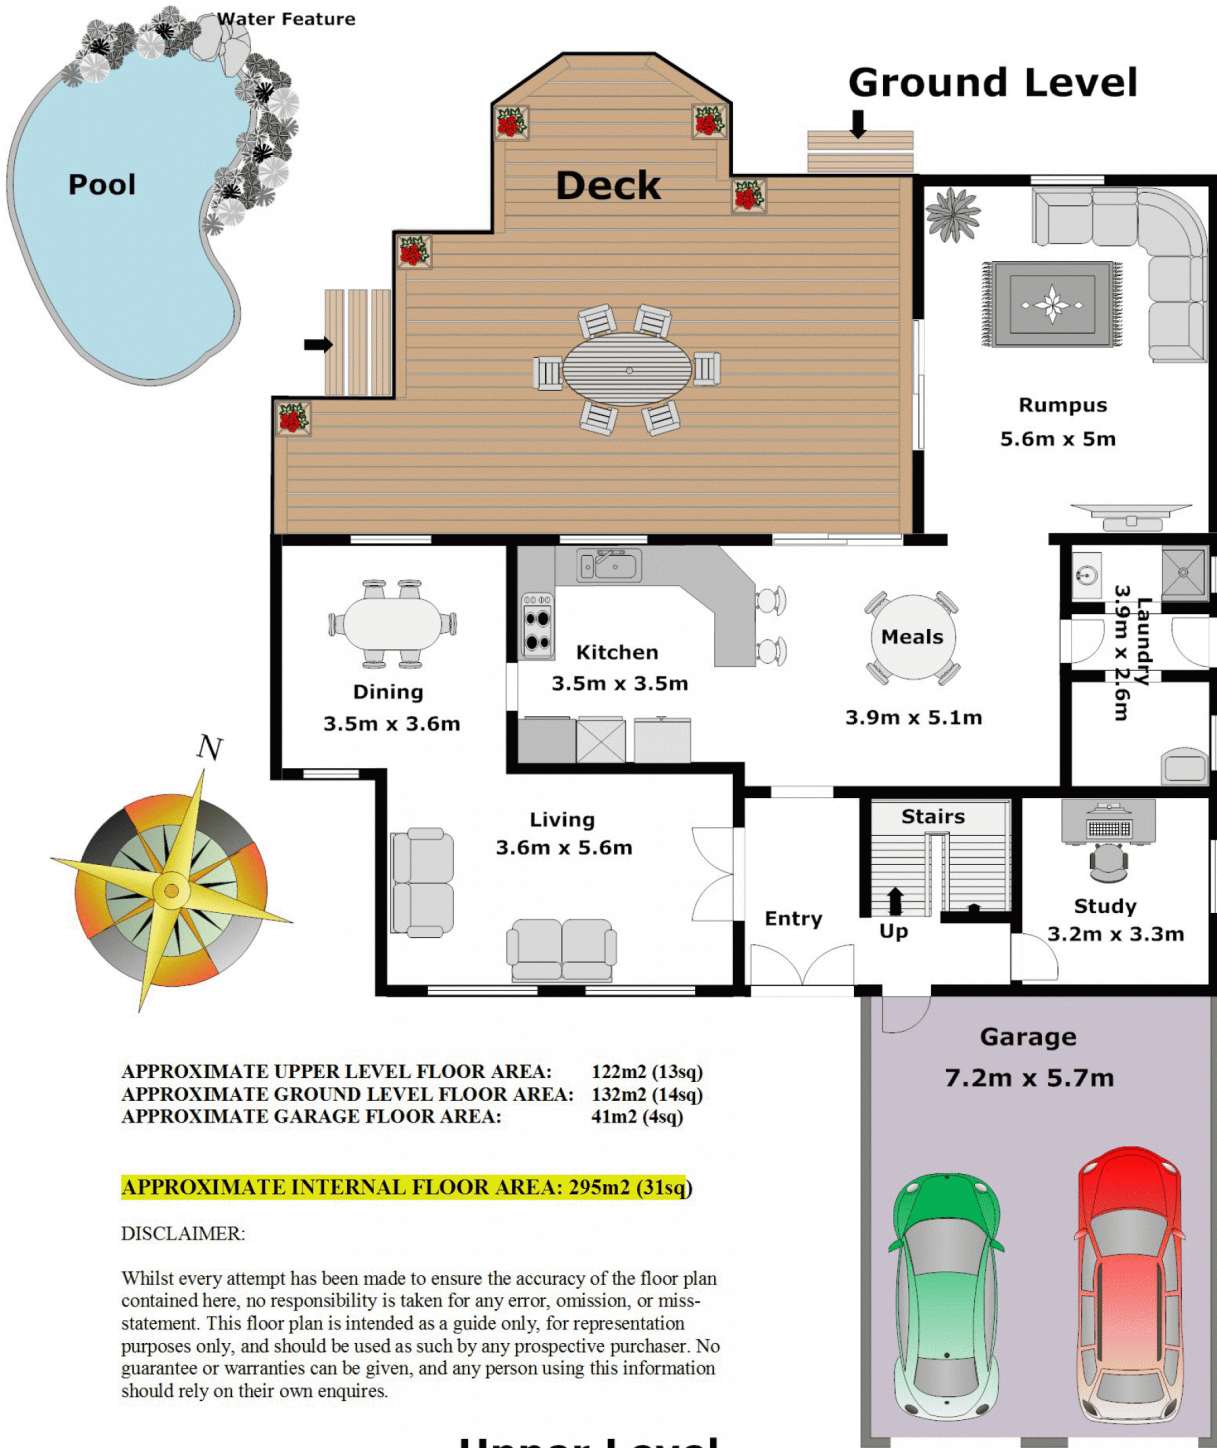 Water Feature
Ground Level
Pool
Deck
Rumpus
5.6m x 5m
Laundry
3.9m x 2.6m
Meals
3.9m x 5.1m
Kitchen
3.5m x 3.5m
Dining
3.5m x 3.6m
N
Living
3.6m x 5.6m
Stairs
Entry
Up
Study
3.2m x 3.3m
Garage
7.2m x 5.7m
APPROXIMATE UPPER LEVEL FLOOR AREA: 122m2 (13sq)
APPROXIMATE GROUND LEVEL FLOOR AREA: 132m2 (14sq)
APPROXIMATE GARAGE FLOOR AREA: 41m2 (4sq)
APPROXIMATE INTERNAL FLOOR AREA: 295m2 (31sq)
DISCLAIMER:
Whilst every attempt has been made to ensure the accuracy of the floor plan
contained here, no responsibility is taken for any error, omission, or miss-
statement. This floor plan is intended as a guide only, for representation
purposes only, and should be used as such by any prospective purchaser. No
guarantee or warranties can be given, and any person using this information
should rely on their own enquires.
Upper Level